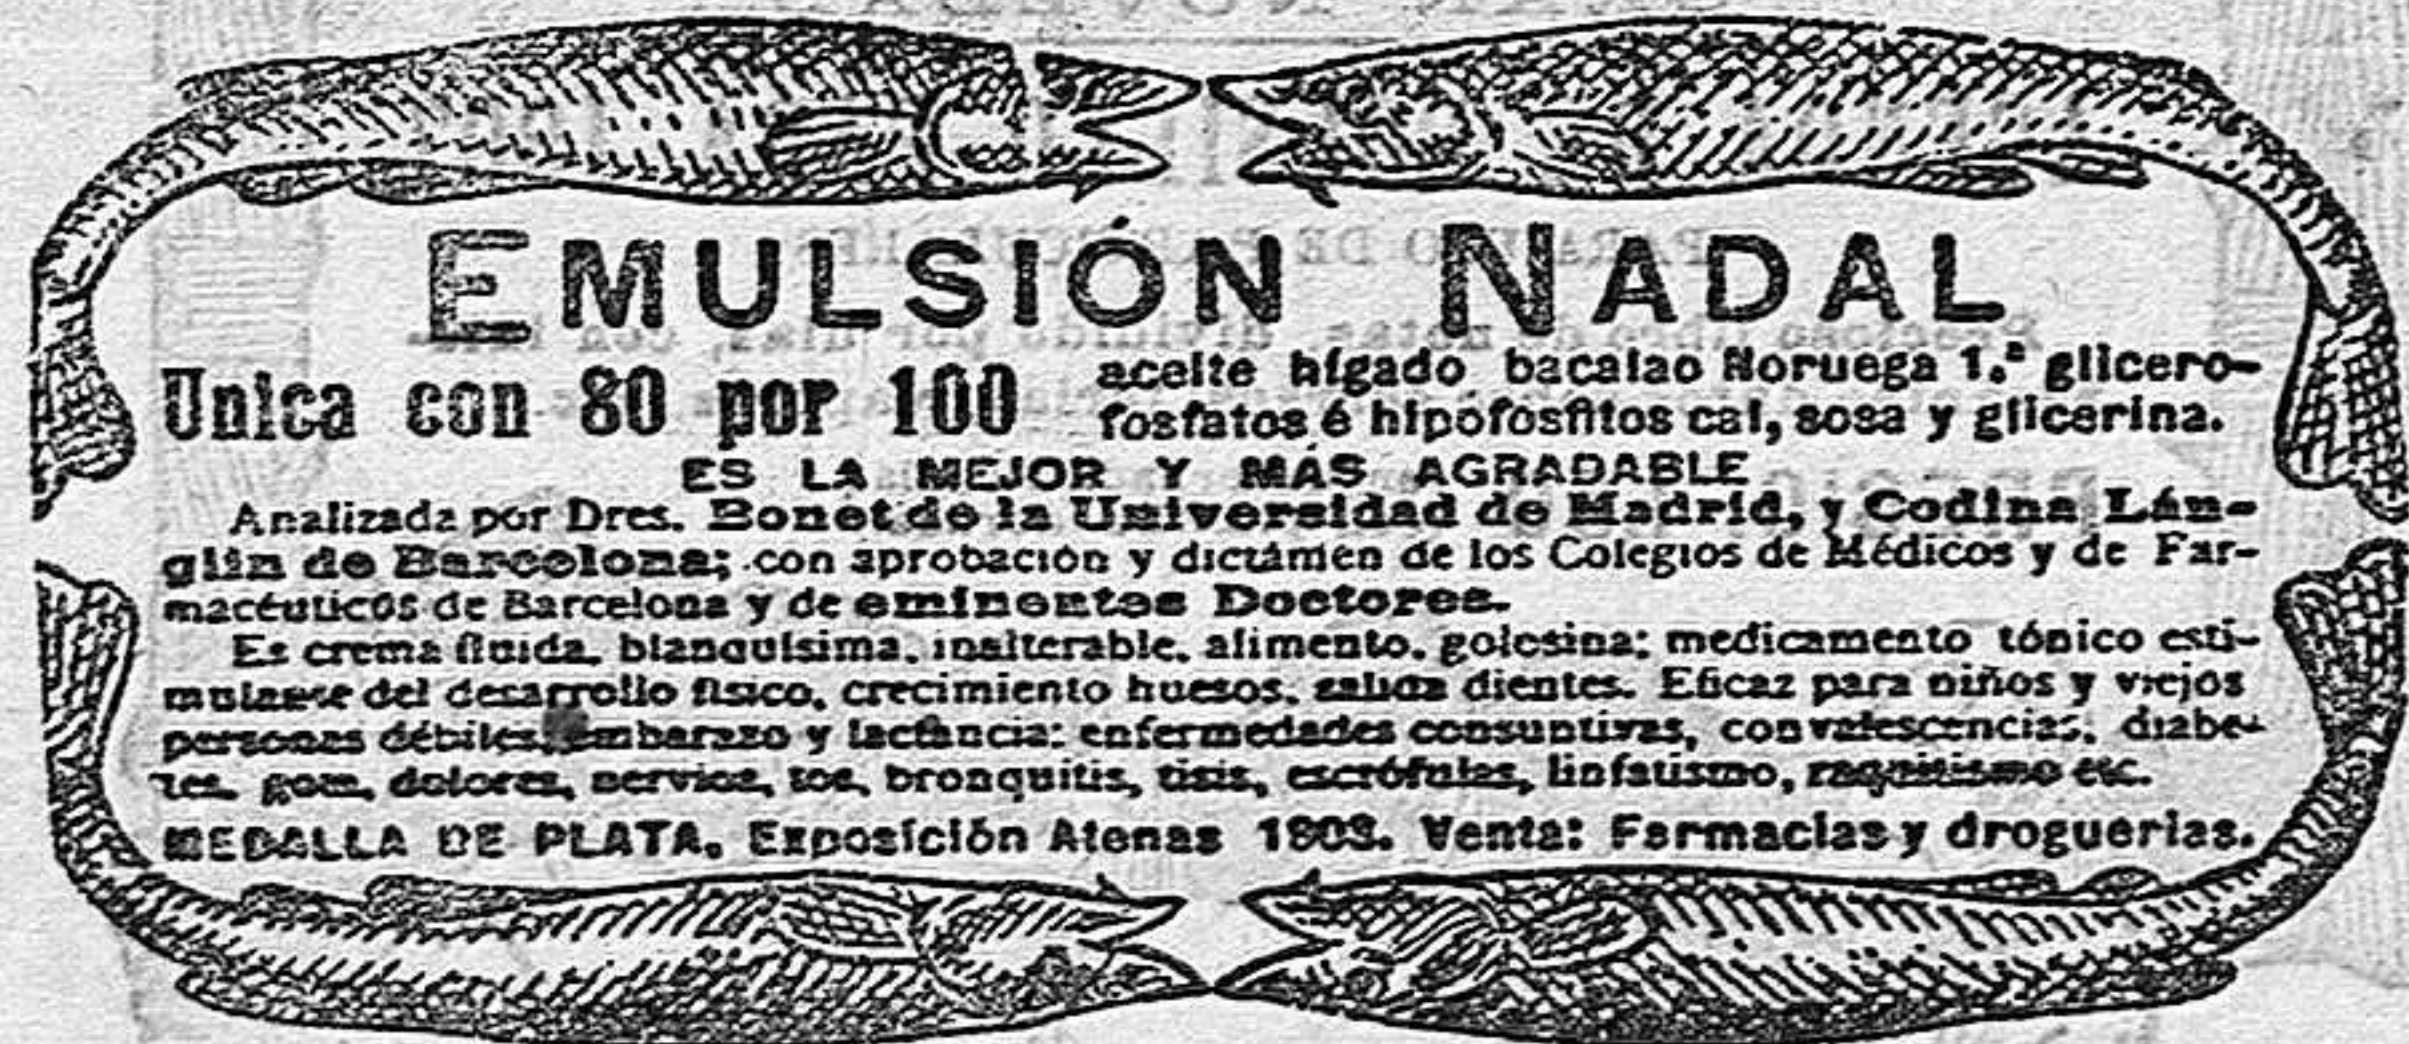 EMULSIÓN NADAL
Unica con 80 por 100 aceite hígado bacalao Noruega 1.ª glicero-
fosfatos é hipofosfitos cal, sosa y glicerina.
ES LA MEJOR Y MÁS AGRADABLE
Analizada por Dres. Bonet de la Universidad de Madrid, y Codina Lán-
glin de Barcelona; con aprobación y dictámen de los Colegios de Médicos y de Far-
macéuticos de Barcelona y de eminentes Doctores.
Es crema fluida, blanquísima, inalterable, alimento, golosina; medicamento tónico esti-
mulante del desarrollo físico, crecimiento huesos, salida dientes. Eficaz para niños y viejos
personas débiles, embarazo y lactancia: enfermedades consuntivas, convalescencias, diabe-
tes, gota, dolores, nervios, tos, bronquitis, tisis, escrófulas, linfatismo, raquitismo etc.
MEDALLA DE PLATA. Exposición Atenas 1903. Venta: Farmacias y droguerías.